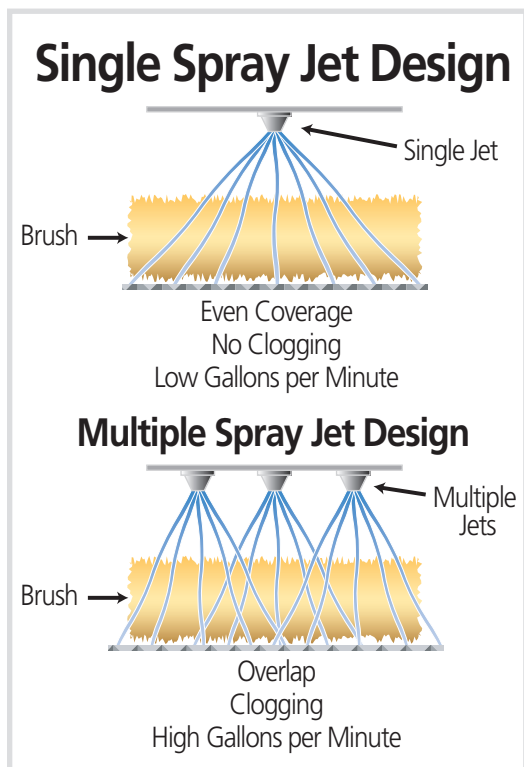 Single Spray Jet Design
Single Jet
Brush
Even Coverage
No Clogging
Low Gallons per Minute
Multiple Spray Jet Design
Multiple
Jets
Brush
Overlap
Clogging
High Gallons per Minute